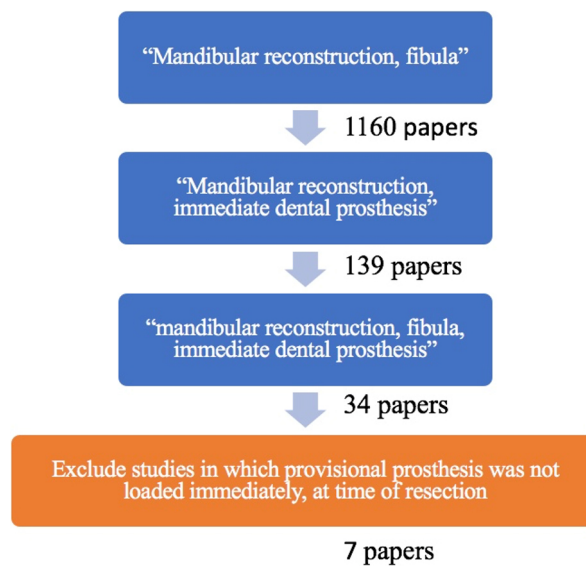 “Mandibular reconstruction, fibula”
1160 papers
“Mandibular reconstruction,
immediate dental prosthesis”
139 papers
“mandibular reconstruction, fibula,
immediate dental prosthesis”
34 papers
Exclude studies in which provisional prosthesis was not
loaded immediately, at time of resection
7 papers